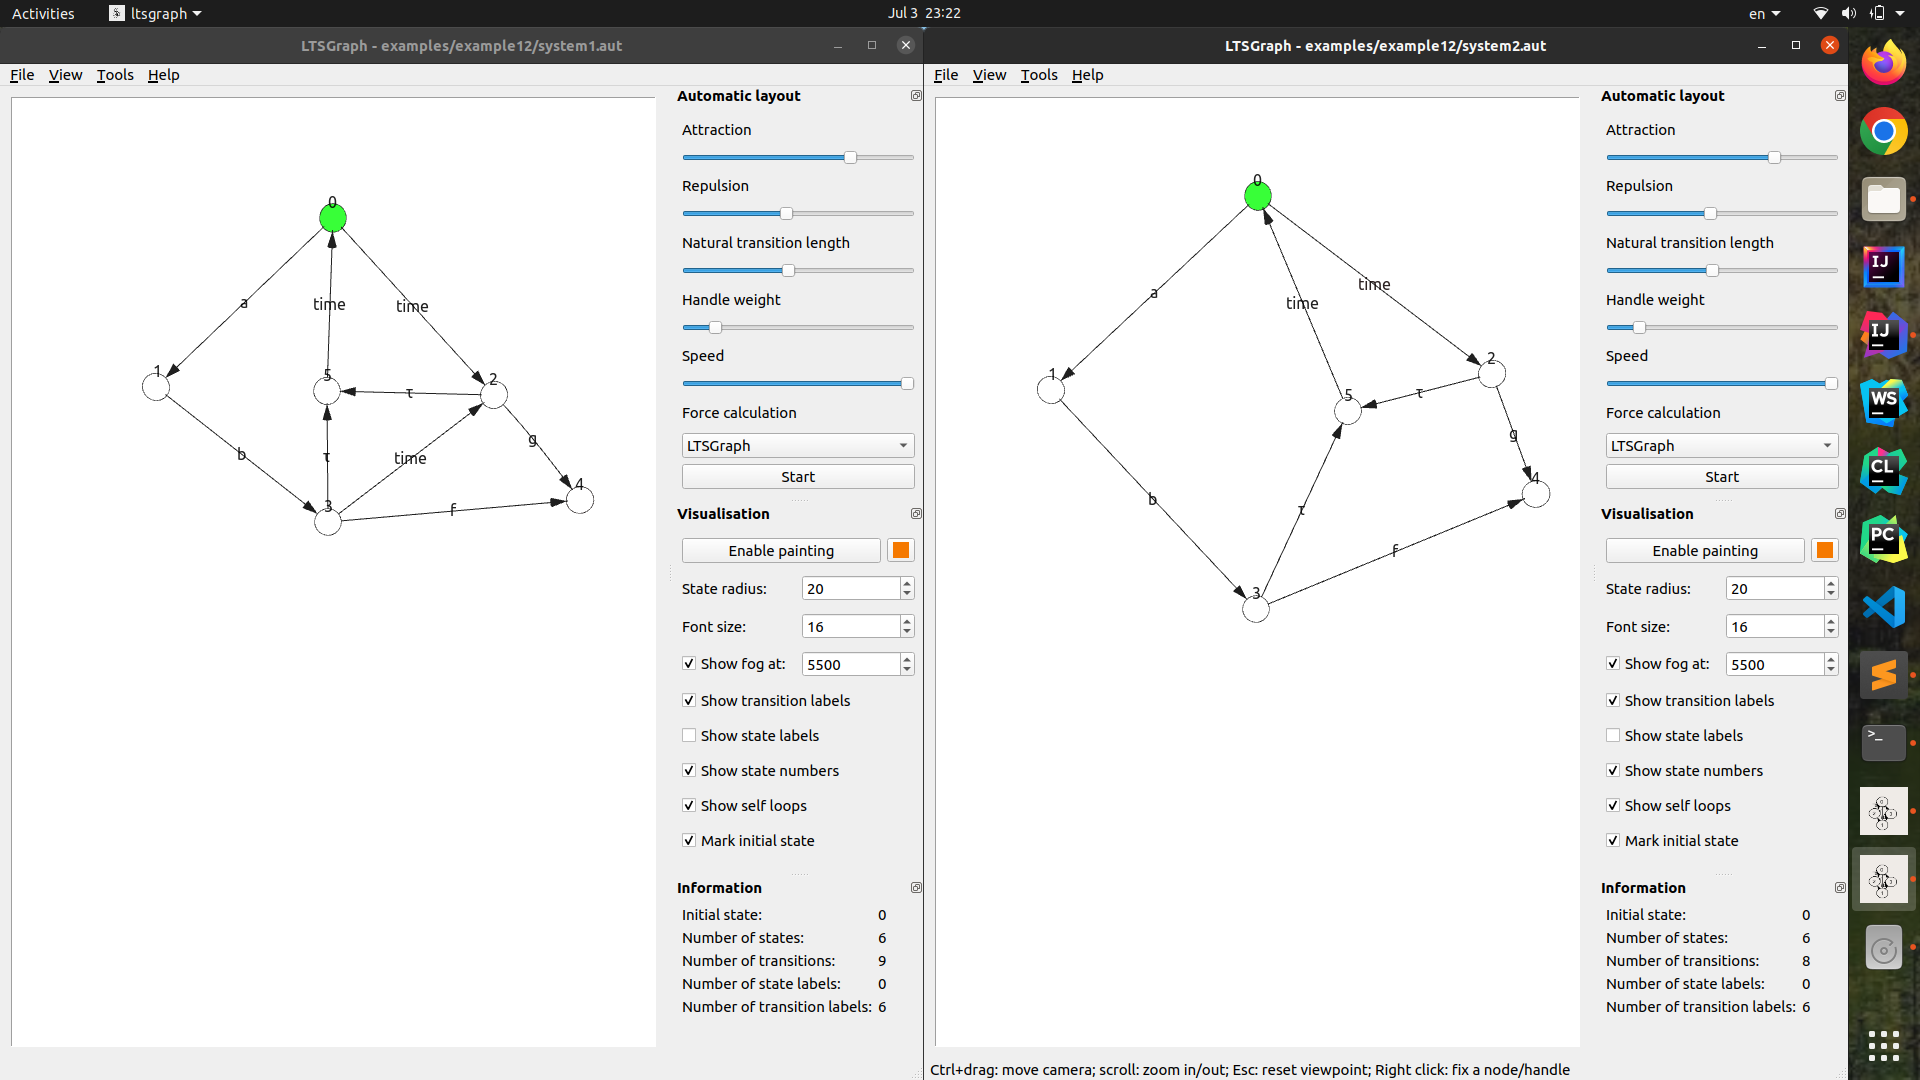 Activities
ltsgraph
Jul 3 23:22
en
LTSGraph - examples/example12/system1.aut
File View Tools Help
0
a
time
time
1
5
2
τ
b
τ
time
g
3
f
4
Automatic layout
Attraction
Repulsion
Natural transition length
Handle weight
Speed
Force calculation
LTSGraph
Start
Visualisation
Enable painting
State radius: 20
Font size: 16
Show fog at: 5500
Show transition labels
Show state labels
Show state numbers
Show self loops
Mark initial state
Information
Initial state: 0
Number of states: 6
Number of transitions: 9
Number of state labels: 0
Number of transition labels: 6
LTSGraph - examples/example12/system2.aut
File View Tools Help
0
a
time
time
1
5
2
τ
b
τ
g
3
f
4
Automatic layout
Attraction
Repulsion
Natural transition length
Handle weight
Speed
Force calculation
LTSGraph
Start
Visualisation
Enable painting
State radius: 20
Font size: 16
Show fog at: 5500
Show transition labels
Show state labels
Show state numbers
Show self loops
Mark initial state
Information
Initial state: 0
Number of states: 6
Number of transitions: 8
Number of state labels: 0
Number of transition labels: 6
Ctrl+drag: move camera; scroll: zoom in/out; Esc: reset viewpoint; Right click: fix a node/handle
IJ
IJ
WS
CL
PC
>_